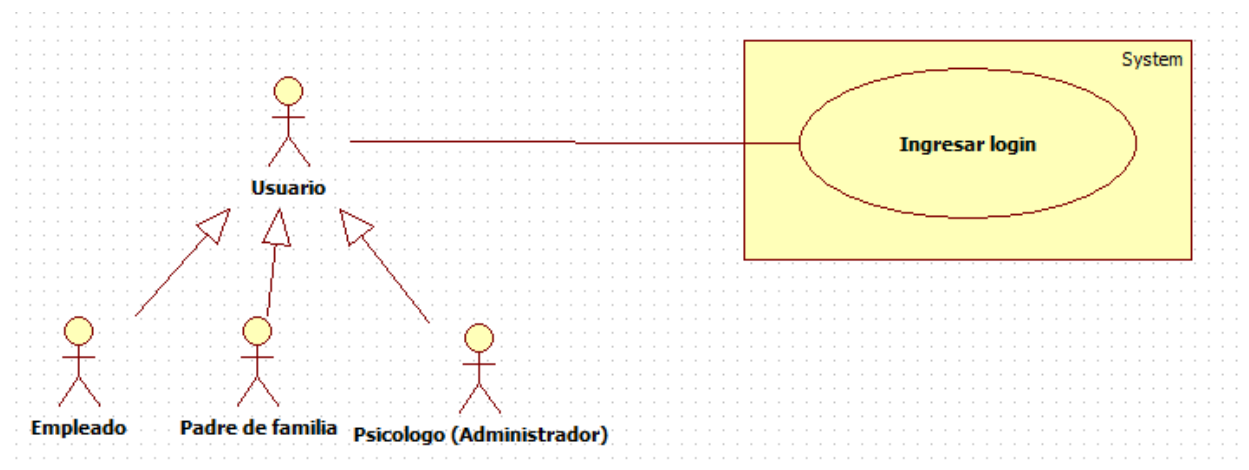 System
Ingresar login
Usuario
Empleado
Padre de familia
Psicologo (Administrador)